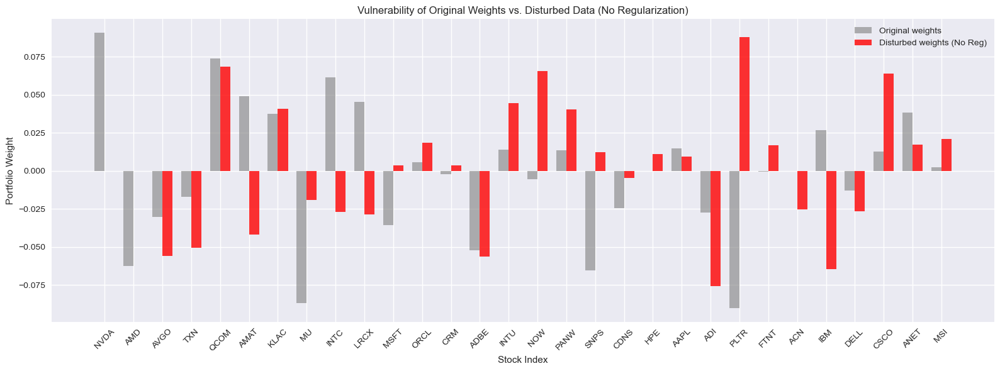 Vulnerability of Original Weights vs. Disturbed Data (No Regularization)
Original weights
Disturbed weights (No Reg)
Portfolio Weight
0.075
0.050
0.025
0.000
−0.025
−0.050
−0.075
NVDA
AMD
AVGO
TXN
QCOM
AMAT
KLAC
MU
INTC
LRCX
MSFT
ORCL
CRM
ADBE
INTU
NOW
PANW
SNPS
CDNS
HPE
AAPL
ADI
PLTR
FTNT
ACN
IBM
DELL
CSCO
ANET
MSI
Stock Index